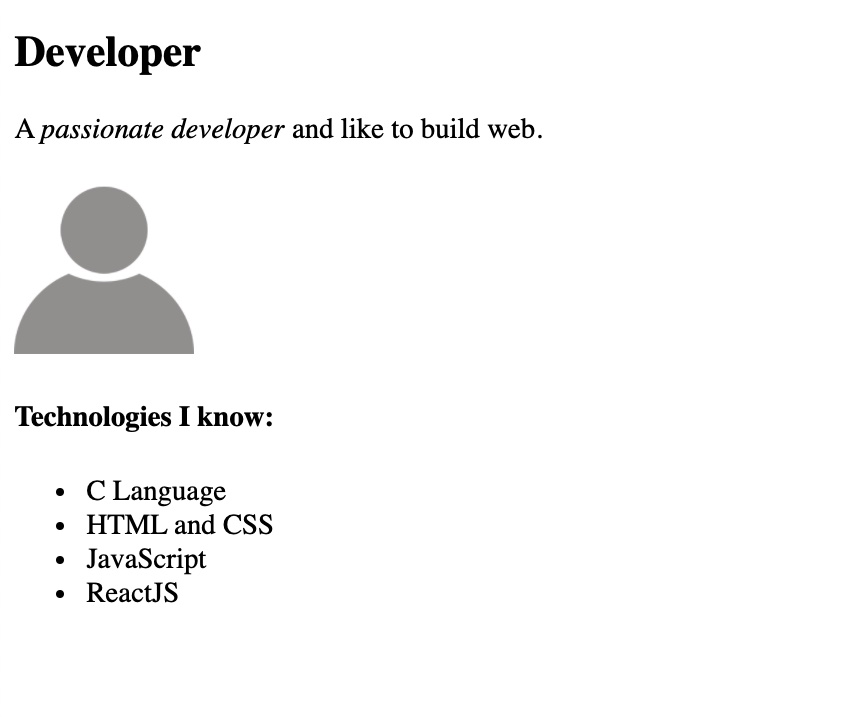 Developer
A passionate developer and like to build web.
Technologies I know:
• C Language
• HTML and CSS
• JavaScript
• ReactJS